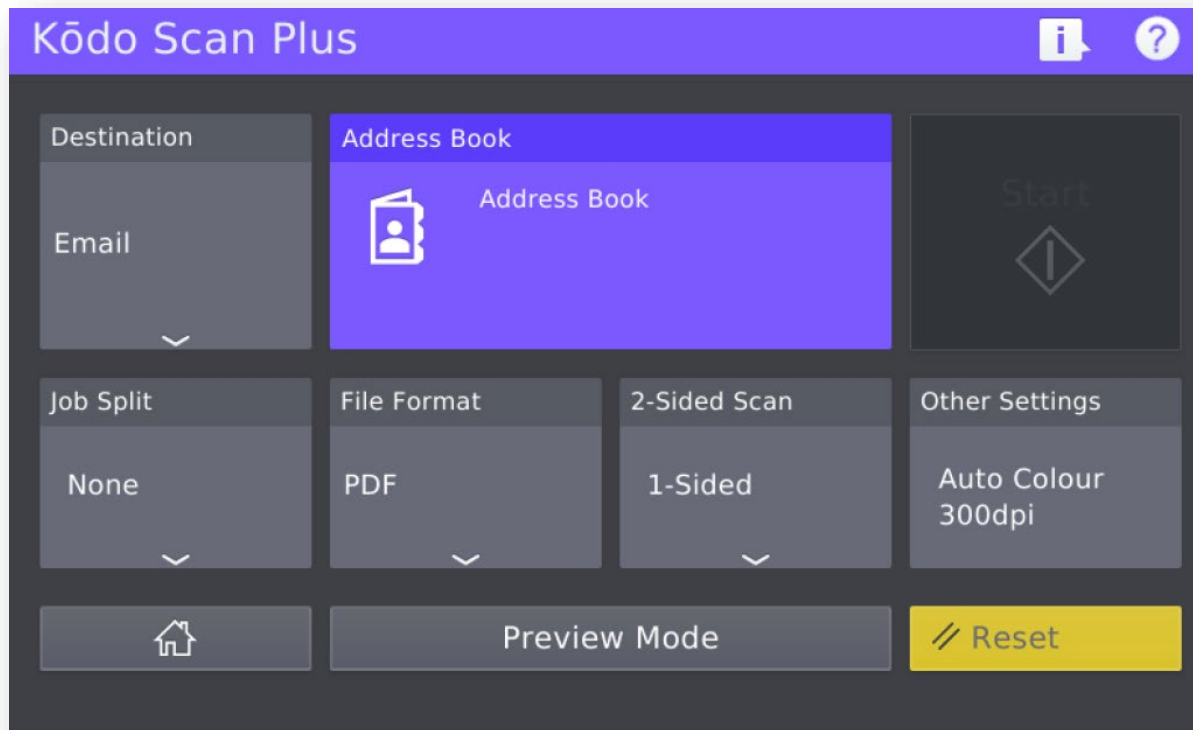 Kōdo Scan Plus
i
?
Destination
Email
Address Book
Address Book
Start
Job Split
None
File Format
PDF
2-Sided Scan
1-Sided
Other Settings
Auto Colour
300dpi
Preview Mode
Reset